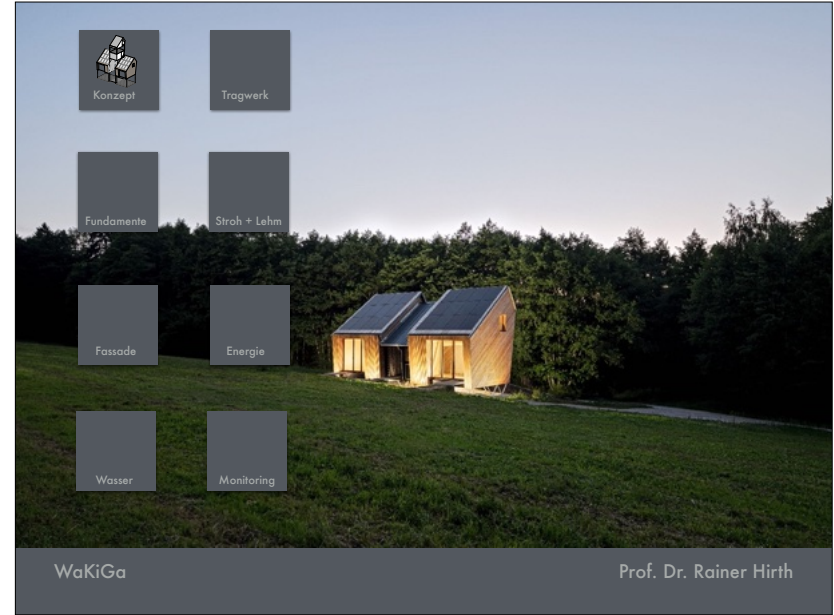 Konzept
Tragwerk
Fundamente
Stroh + Lehm
Fassade
Energie
Wasser
Monitoring
WaKiGa
Prof. Dr. Rainer Hirth